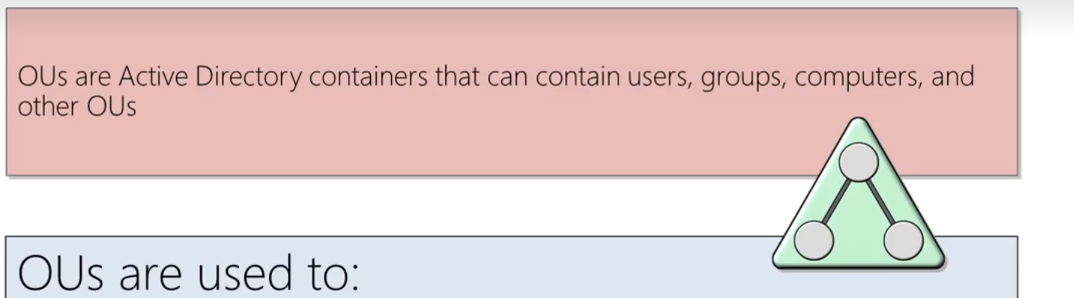 OUs are Active Directory containers that can contain users, groups, computers, and
other OUs
OUs are used to: